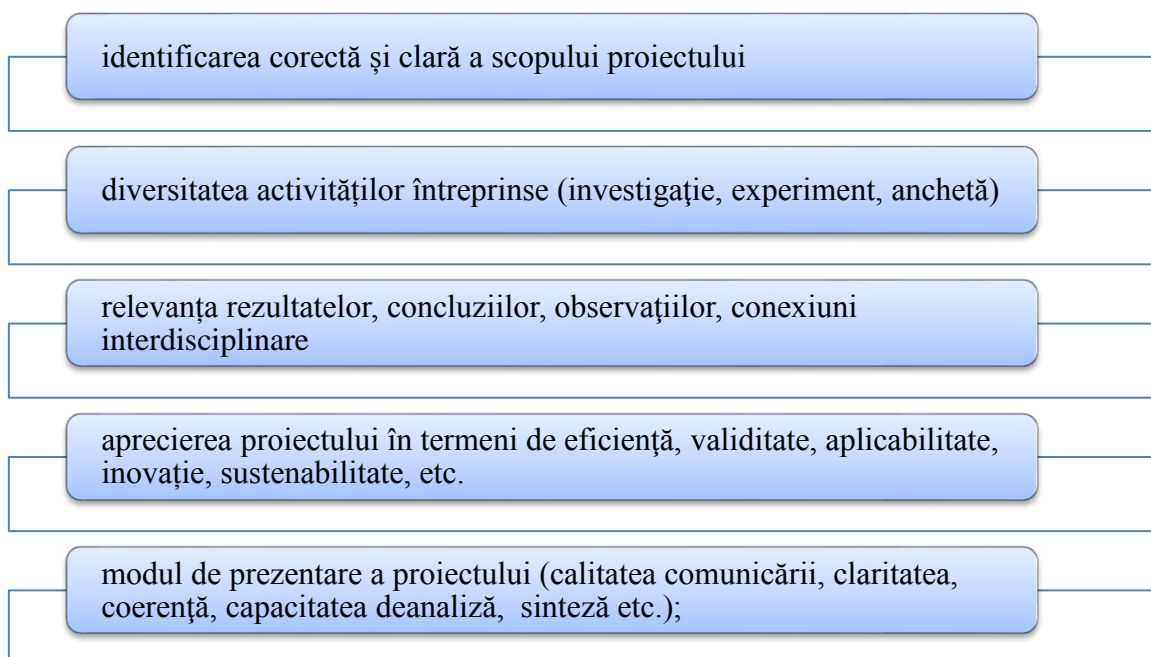 identificarea corectă și clară a scopului proiectului
diversitatea activităților întreprinse (investigaţie, experiment, anchetă)
relevanța rezultatelor, concluziilor, observaţiilor, conexiuni
interdisciplinare
aprecierea proiectului în termeni de eficienţă, validitate, aplicabilitate,
inovație, sustenabilitate, etc.
modul de prezentare a proiectului (calitatea comunicării, claritatea,
coerenţă, capacitatea deanaliză,  sinteză etc.);